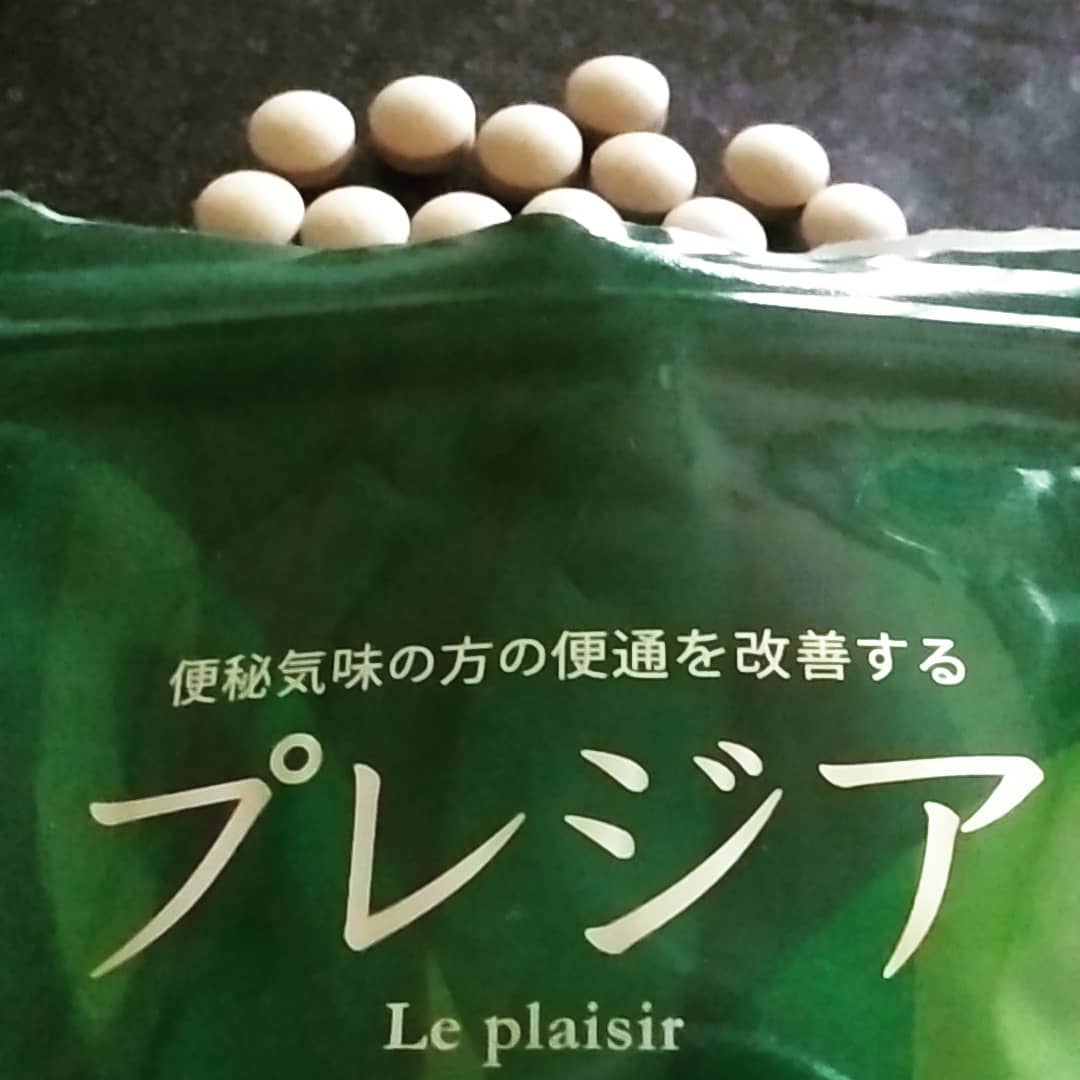 便秘気味の方の便通を改善する
プレジア
Le plaisir